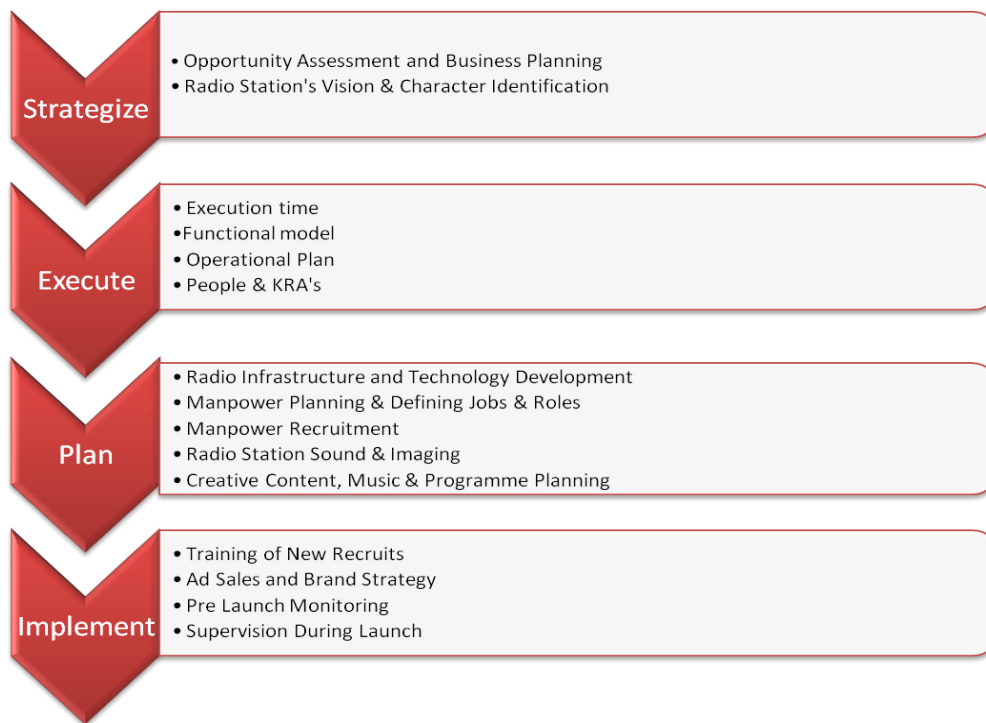 Strategize
• Opportunity Assessment and Business Planning
• Radio Station's Vision & Character Identification
Execute
• Execution time
•Functional model
• Operational Plan
• People & KRA's
Plan
• Radio Infrastructure and Technology Development
• Manpower Planning & Defining Jobs & Roles
• Manpower Recruitment
• Radio Station Sound & Imaging
• Creative Content, Music & Programme Planning
Implement
• Training of New Recruits
• Ad Sales and Brand Strategy
• Pre Launch Monitoring
• Supervision During Launch